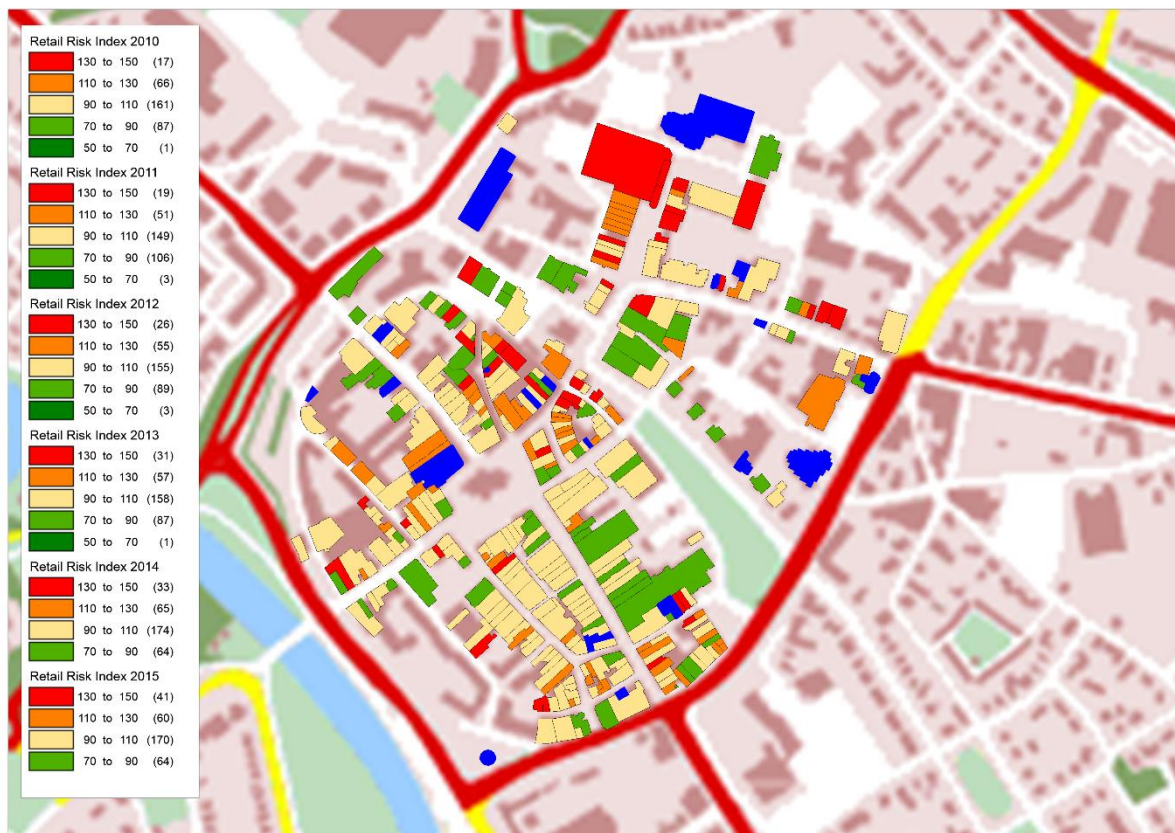 Retail Risk Index 2010
130 to 150 (17)
110 to 130 (66)
90 to 110 (161)
70 to 90 (87)
50 to 70 (1)
Retail Risk Index 2011
130 to 150 (19)
110 to 130 (51)
90 to 110 (149)
70 to 90 (106)
50 to 70 (3)
Retail Risk Index 2012
130 to 150 (26)
110 to 130 (55)
90 to 110 (155)
70 to 90 (89)
50 to 70 (3)
Retail Risk Index 2013
130 to 150 (31)
110 to 130 (57)
90 to 110 (158)
70 to 90 (87)
50 to 70 (1)
Retail Risk Index 2014
130 to 150 (33)
110 to 130 (65)
90 to 110 (174)
70 to 90 (64)
Retail Risk Index 2015
130 to 150 (41)
110 to 130 (60)
90 to 110 (170)
70 to 90 (64)